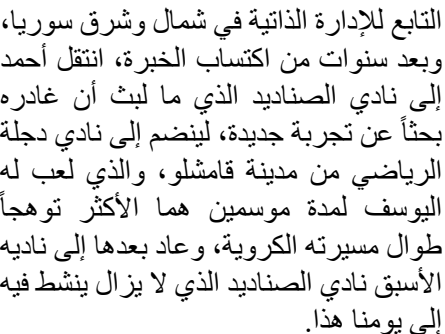 التابع للإدارة الذاتية في شمال وشرق سوريا،
وبعد سنوات من اكتساب الخبرة، انتقل أحمد
إلى نادي الصناديد الذي ما لبث أن غادره
بحثاً عن تجربة جديدة، لينضم إلى نادي دجلة
الرياضي من مدينة قامشلو، والذي لعب له
اليوسف لمدة موسمين هما الأكثر توهجاً
طوال مسيرته الكروية، وعاد بعدها إلى ناديه
الأسبق نادي الصناديد الذي لا يزال ينشط فيه
إلى يومنا هذا.